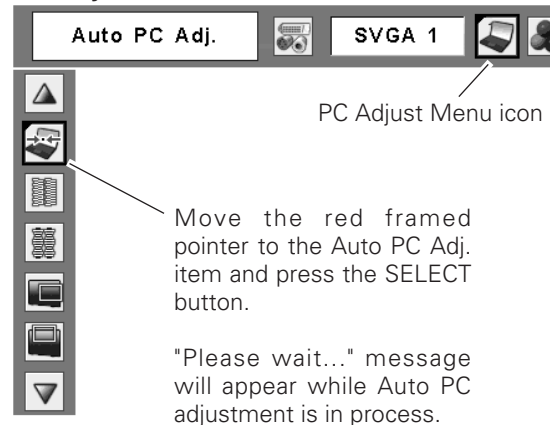 Auto PC Adj.
SVGA 1
PC Adjust Menu icon
Move the red framed
pointer to the Auto PC Adj.
item and press the SELECT
button.
"Please wait..." message
will appear while Auto PC
adjustment is in process.